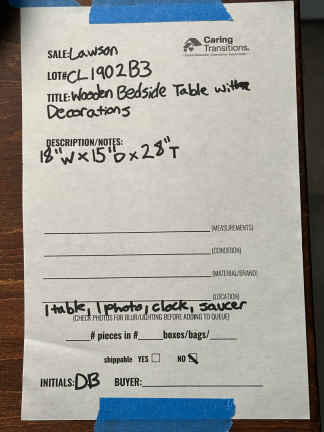 SALE: Lawson
Caring
Transitions.
LOT# CL1902B3
TITLE: Wooden Bedside Table with
Decorations
DESCRIPTION/NOTES:
18"W x 15"D x 28"T
(MEASUREMENTS)
(CONDITION)
(MATERIAL/BRAND)
(LOCATION)
1 table, 1 photo, clock, saucer
(CHECK PHOTOS FOR BLUR/LIGHTING BEFORE ADDING TO QUEUE)
# pieces in # boxes/bags/
shippable YES NO
INITIALS: DB BUYER: